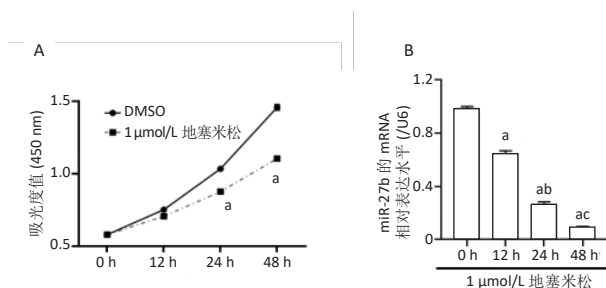 A
吸光度值 (450 nm)
1.5
1.0
0.5
DMSO
1 μmol/L 地塞米松
a
a
0 h
12 h
24 h
48 h
B
miR-27b 的 mRNA
相对表达水平 (/U6)
1.2
0.8
0.4
0
a
ab
ac
0 h
12 h
24 h
48 h
1 μmol/L 地塞米松